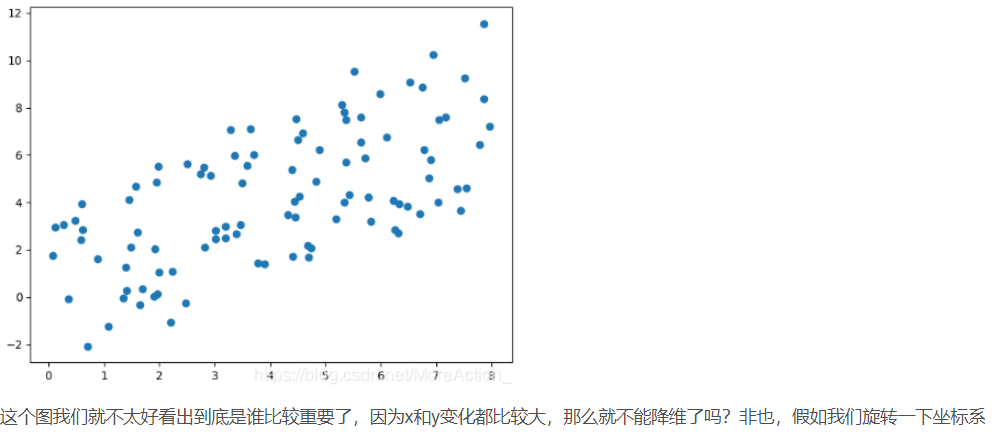 12
10
8
6
4
2
0
−2
0 1 2 3 4 5 6 7 8
https://blog.csdn.net/MoreAction_
这个图我们就不太好看出到底是谁比较重要了，因为x和y变化都比较大，那么就不能降维了吗？非也，假如我们旋转一下坐标系